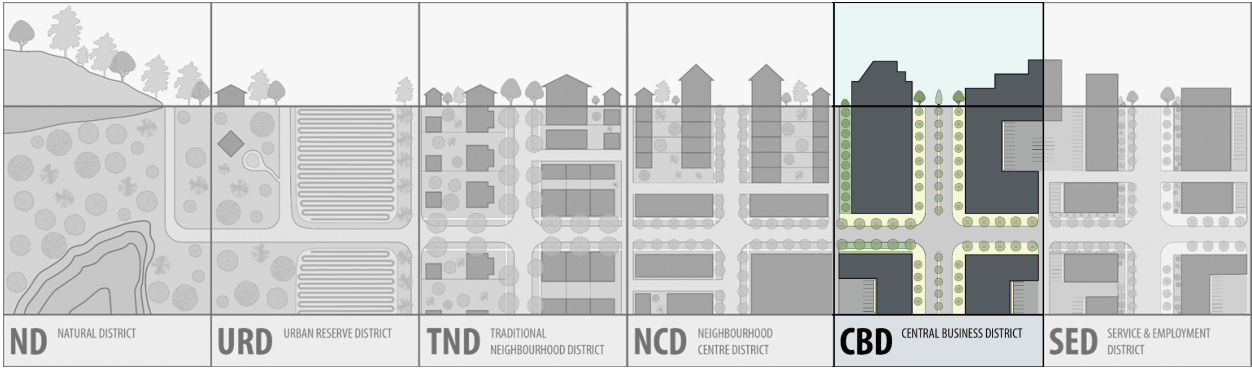 ND NATURAL DISTRICT
URD URBAN RESERVE DISTRICT
TND TRADITIONAL
NEIGHBOURHOOD DISTRICT
NCD NEIGHBOURHOOD
CENTRE DISTRICT
CBD CENTRAL BUSINESS DISTRICT
SED SERVICE & EMPLOYMENT
DISTRICT